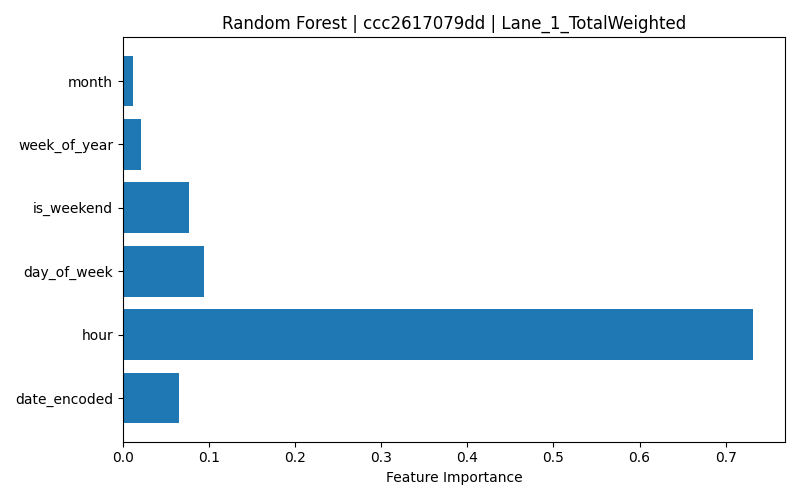 Random Forest | ccc2617079dd | Lane_1_TotalWeighted
month
week_of_year
is_weekend
day_of_week
hour
date_encoded
0.0 0.1 0.2 0.3 0.4 0.5 0.6 0.7
Feature Importance